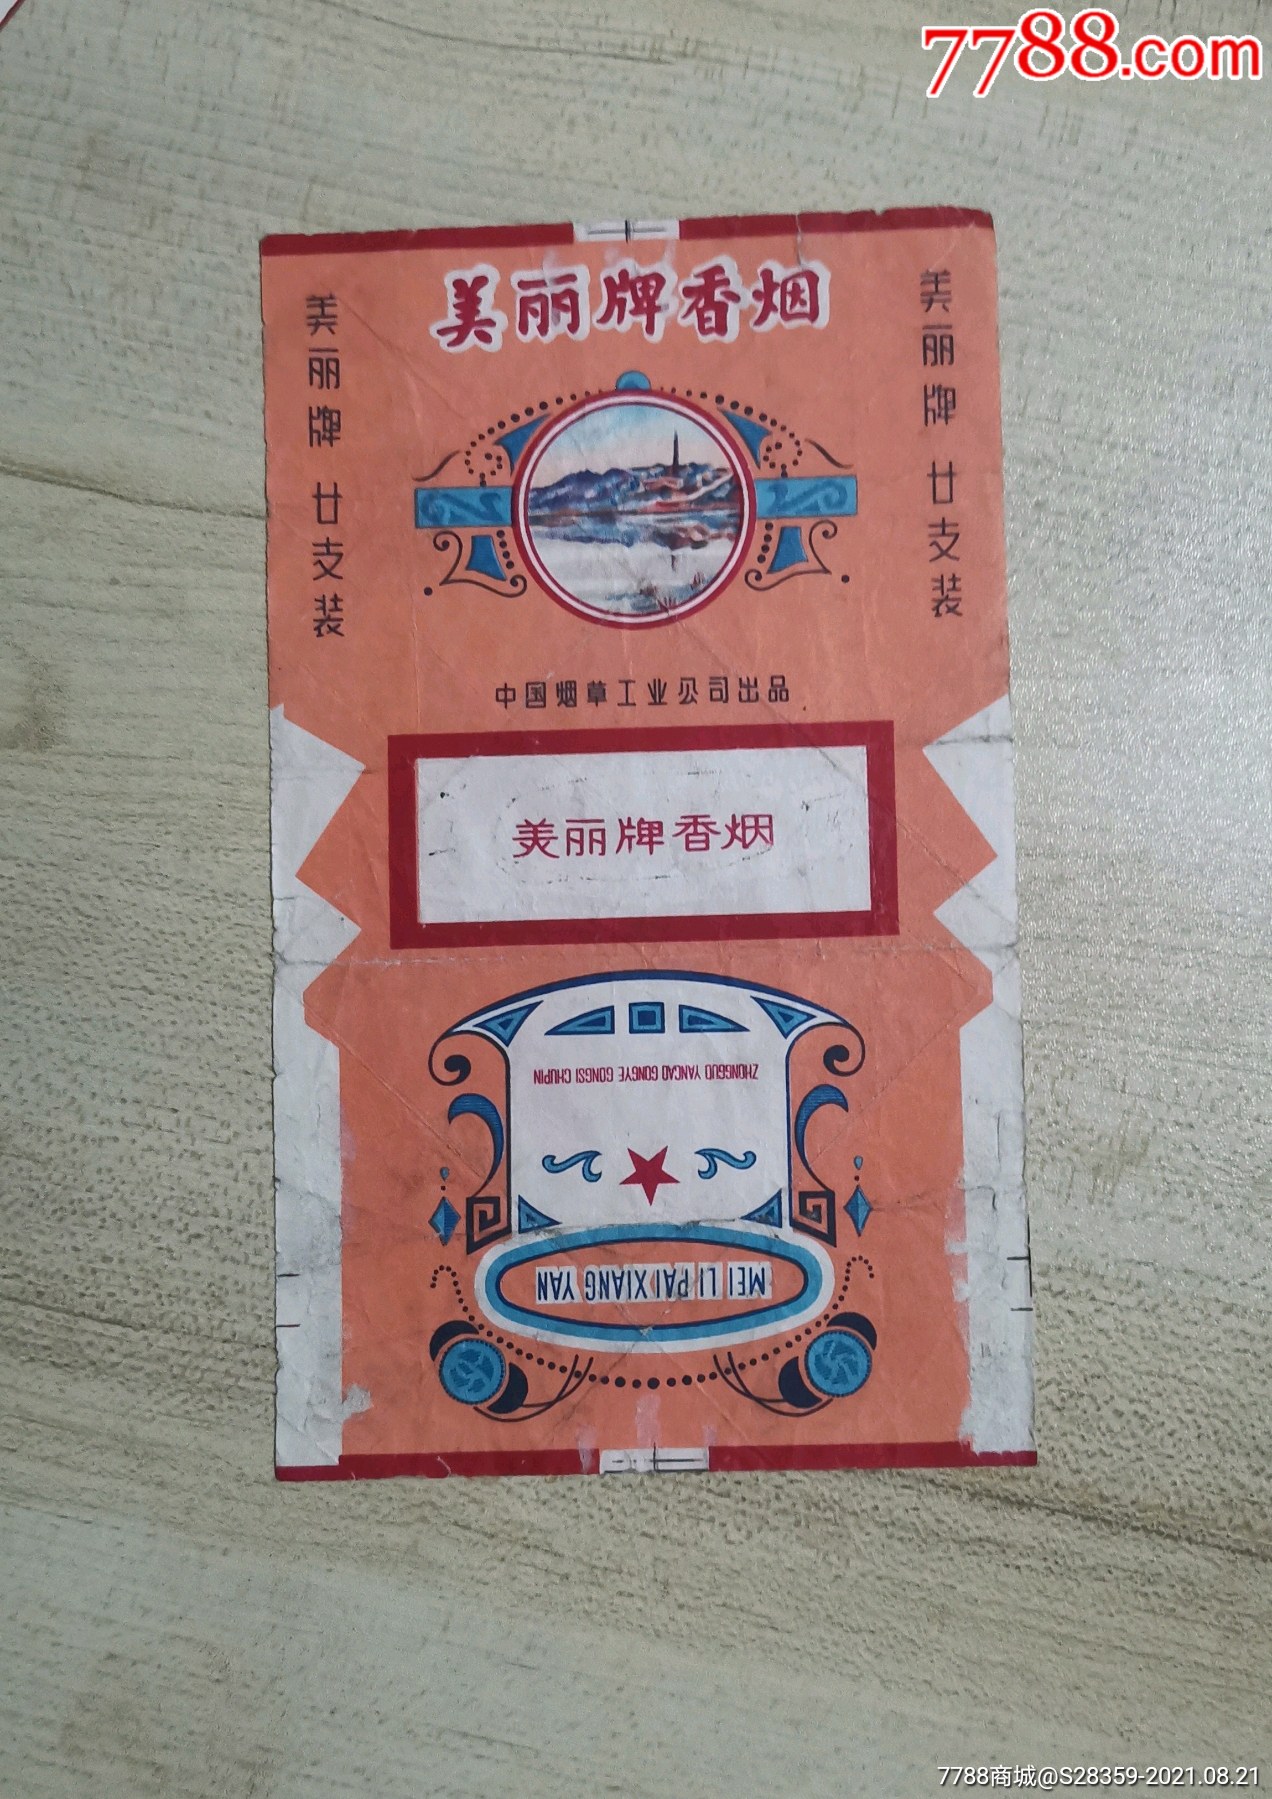 7788.com
美丽牌香烟
美丽牌 廿支装
美丽牌 廿支装
中国烟草工业公司出品
美丽牌香烟
ZHONGGUO YANCAO GONGYE GONGSI CHUPIN
MEI LI PAI XIANG YAN
7788商城@S28359-2021.08.21